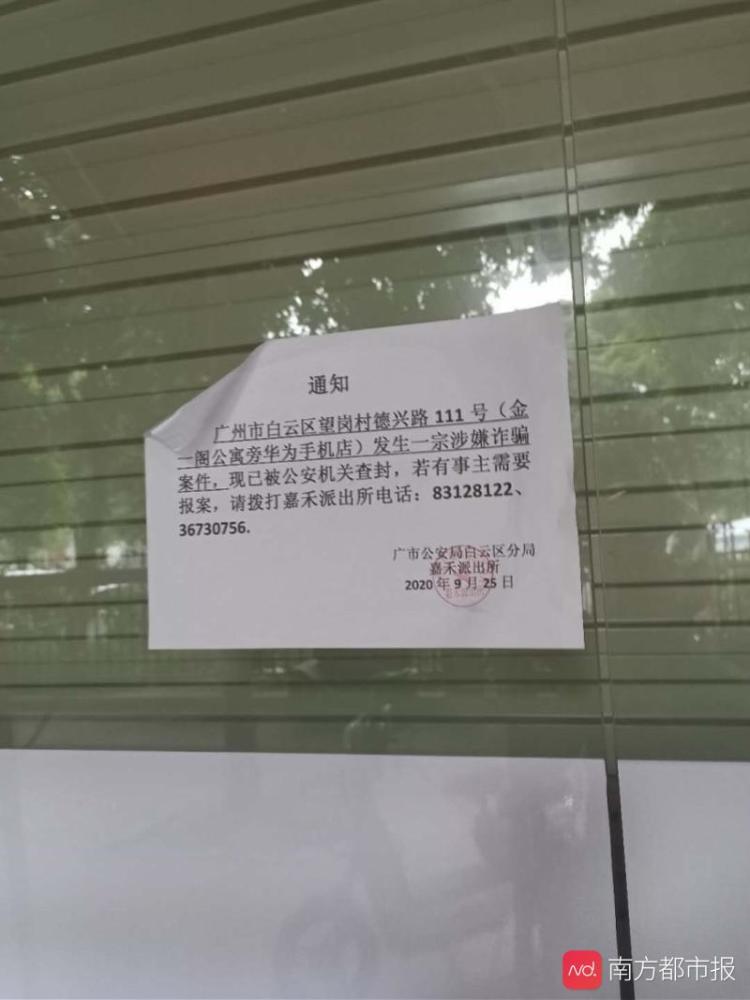 通知
广州市白云区望岗村德兴路 111 号（金
一阁公寓旁华为手机店）发生一宗涉嫌诈骗
案件，现已被公安机关查封，若有事主需要
报案，请拨打嘉禾派出所电话：83128122、
36730756.
广市公安局白云区分局
嘉禾派出所
2020 年 9 月 25 日
nd. 南方都市报